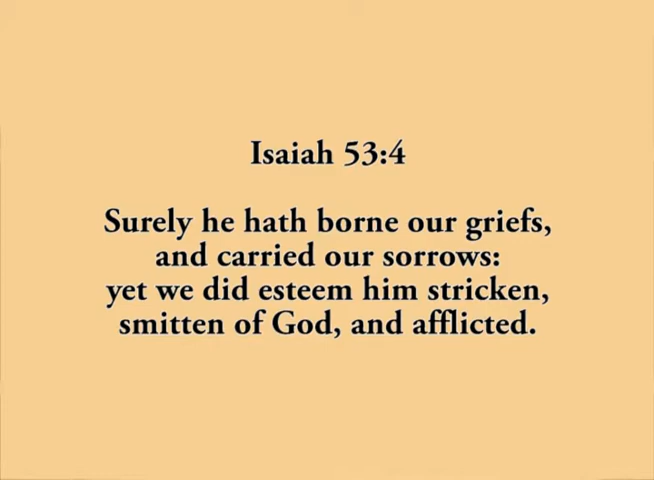 Isaiah 53:4
Surely he hath borne our griefs,
and carried our sorrows:
yet we did esteem him stricken,
smitten of God, and afflicted.